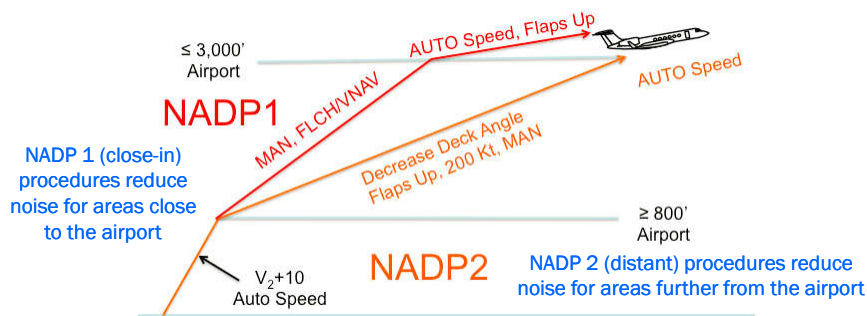 AUTO Speed, Flaps Up
≤ 3,000’
Airport
AUTO Speed
NADP1
MAN, FLCH/VNAV
Decrease Deck Angle
Flaps Up, 200 Kt, MAN
NADP 1 (close-in)
procedures reduce
noise for areas close
to the airport
≥ 800’
Airport
V2+10
Auto Speed
NADP2
NADP 2 (distant) procedures reduce
noise for areas further from the airport